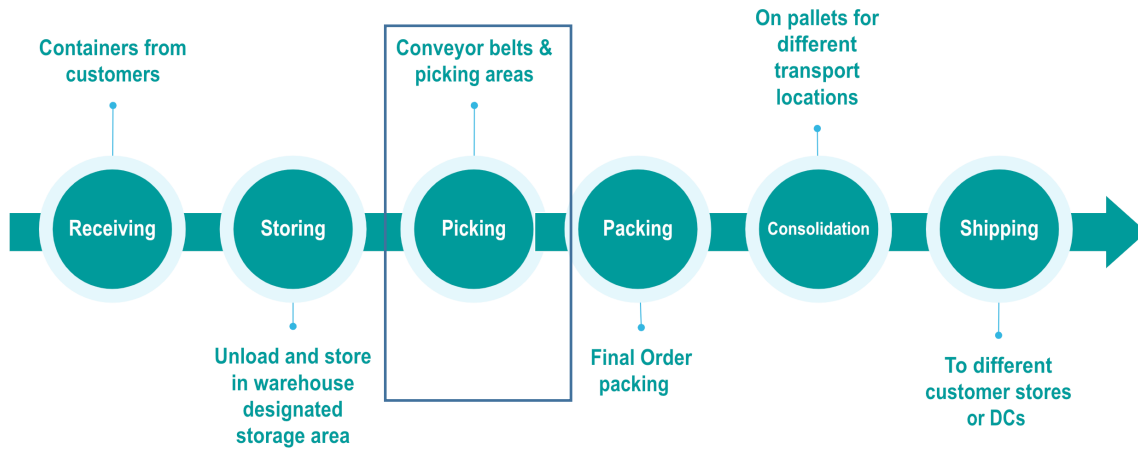 Containers from
customers
Conveyor belts &
picking areas
On pallets for
different
transport
locations
Receiving
Storing
Picking
Packing
Consolidation
Shipping
Unload and store
in warehouse
designated
storage area
Final Order
packing
To different
customer stores
or DCs